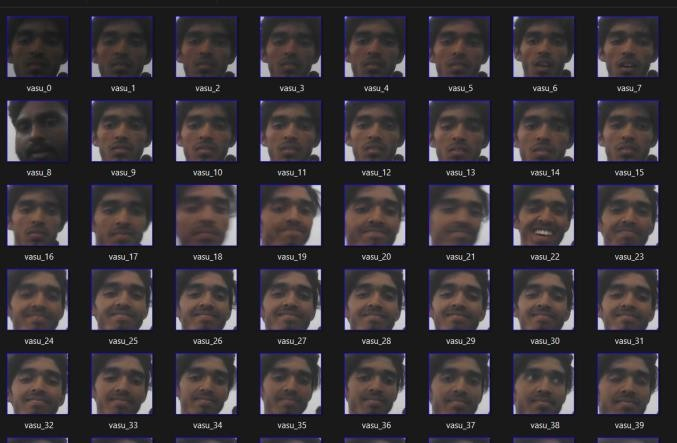 vasu_0 vasu_1 vasu_2 vasu_3 vasu_4 vasu_5 vasu_6 vasu_7
vasu_8 vasu_9 vasu_10 vasu_11 vasu_12 vasu_13 vasu_14 vasu_15
vasu_16 vasu_17 vasu_18 vasu_19 vasu_20 vasu_21 vasu_22 vasu_23
vasu_24 vasu_25 vasu_26 vasu_27 vasu_28 vasu_29 vasu_30 vasu_31
vasu_32 vasu_33 vasu_34 vasu_35 vasu_36 vasu_37 vasu_38 vasu_39